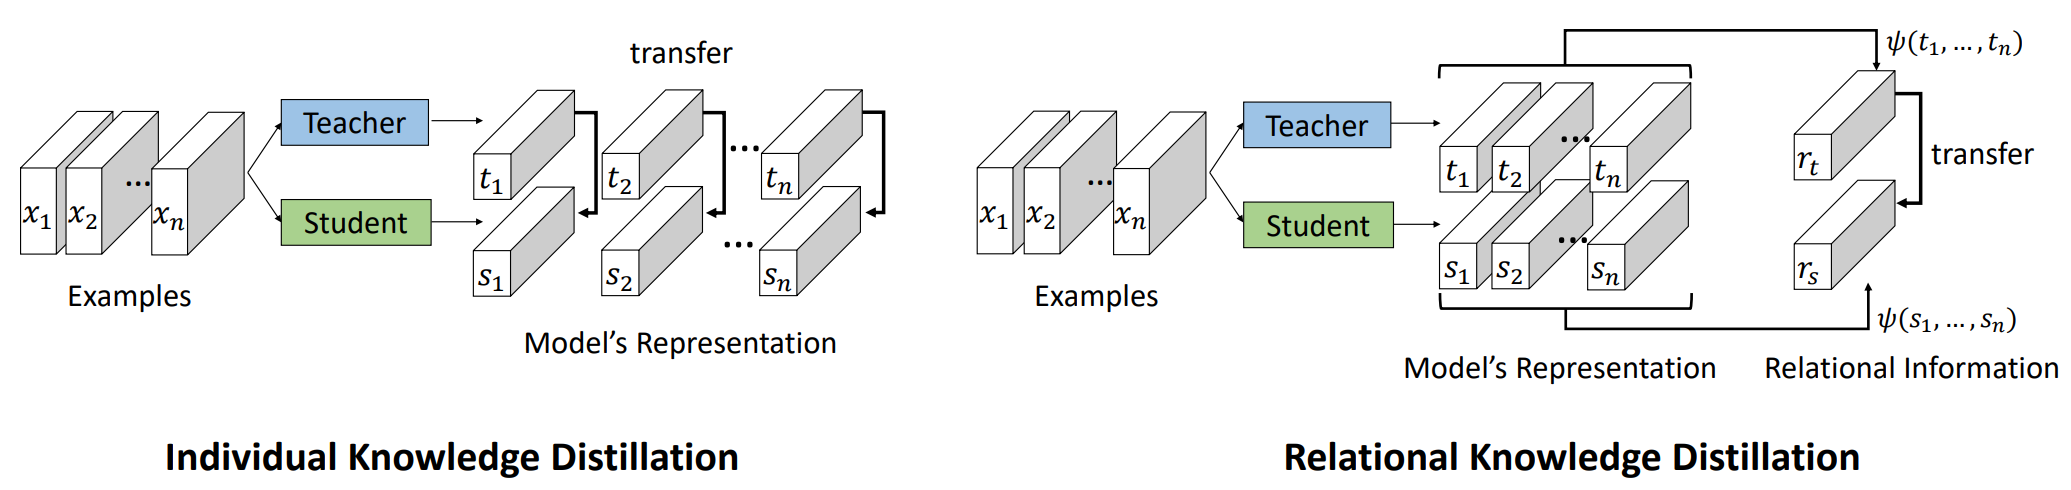 transfer
Teacher
Student
x1 x2 ... xn
t1 t2 ... tn
s1 s2 ... sn
Examples
Model's Representation
Individual Knowledge Distillation
ψ(t1, ..., tn)
Teacher
Student
x1 x2 ... xn
t1 t2 ... tn
s1 s2 ... sn
rt
transfer
rs
ψ(s1, ..., sn)
Examples
Model's Representation
Relational Information
Relational Knowledge Distillation